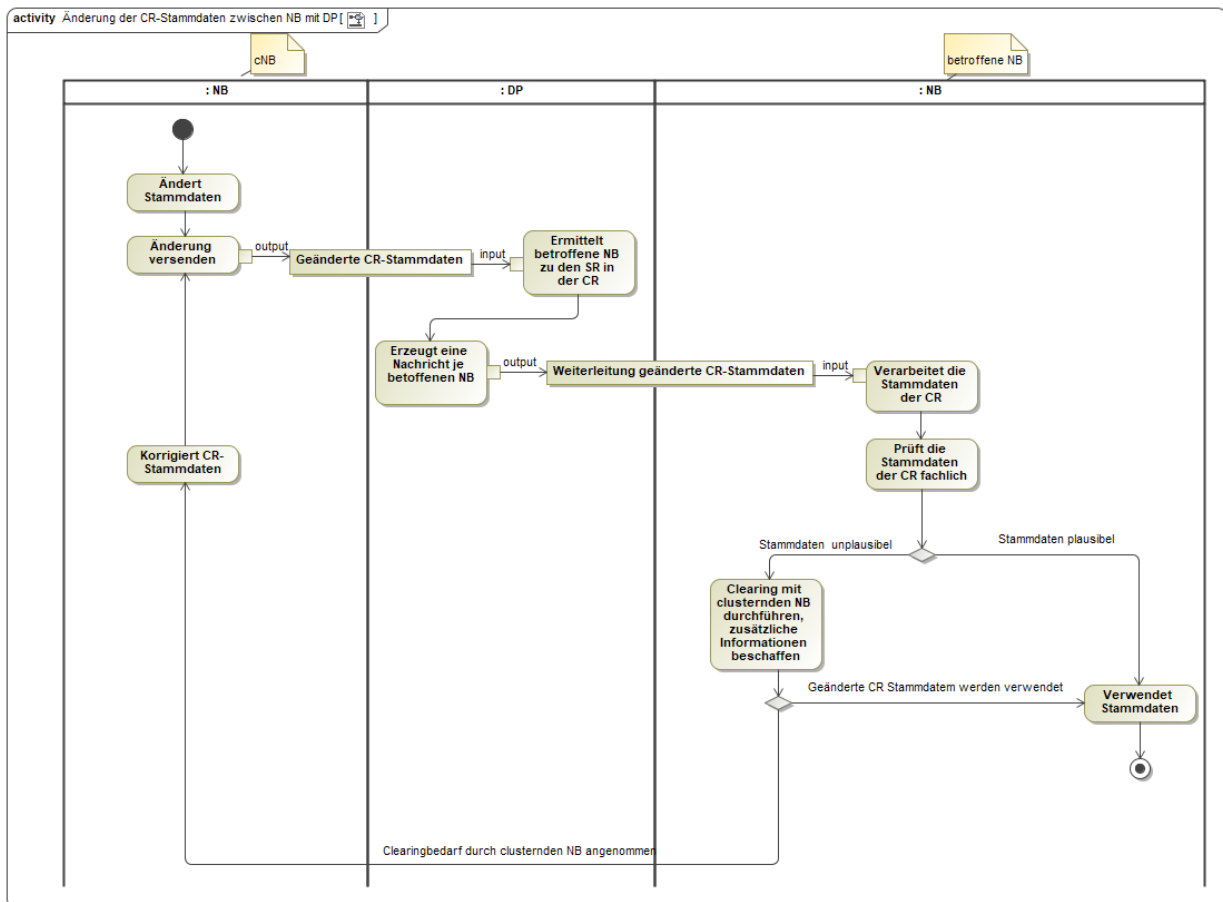 activity Änderung der CR-Stammdaten zwischen NB mit DP[ ]
cNB
betroffene NB
: NB
: DP
: NB
Ändert
Stammdaten
Änderung
versenden
output
Geänderte CR-Stammdaten
input
Ermittelt
betroffene NB
zu den SR in
der CR
Erzeugt eine
Nachricht je
betoffenen NB
output
Weiterleitung geänderte CR-Stammdaten
input
Verarbeitet die
Stammdaten
der CR
Korrigiert CR-
Stammdaten
Prüft die
Stammdaten
der CR fachlich
Stammdaten unplausibel
Stammdaten plausibel
Clearing mit
clusternden NB
durchführen,
zusätzliche
Informationen
beschaffen
Geänderte CR Stammdatem werden verwendet
Verwendet
Stammdaten
Clearingbedarf durch clusternden NB angenommen